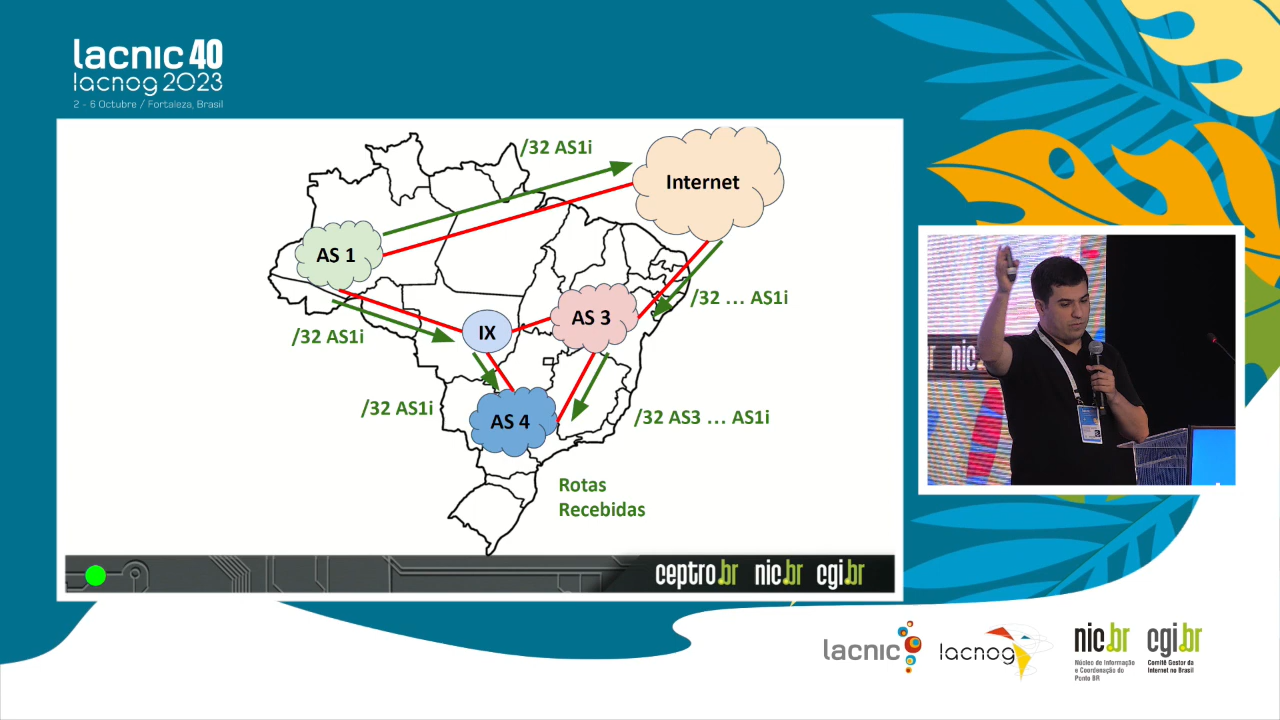 lacnic 40
lacnog 2023
2 - 6 Octubre / Fortaleza, Brasil
/32 AS1i
Internet
AS 1
/32 ... AS1i
AS 3
IX
/32 AS1i
/32 AS1i
AS 4
/32 AS3 ... AS1i
Rotas
Recebidas
ceptro.br nic.br cgi.br
nic
lacnic
lacnog
nic.br cgi.br
Núcleo de Informação
e Coordenação do
Ponto BR
Comitê Gestor da
Internet no Brasil